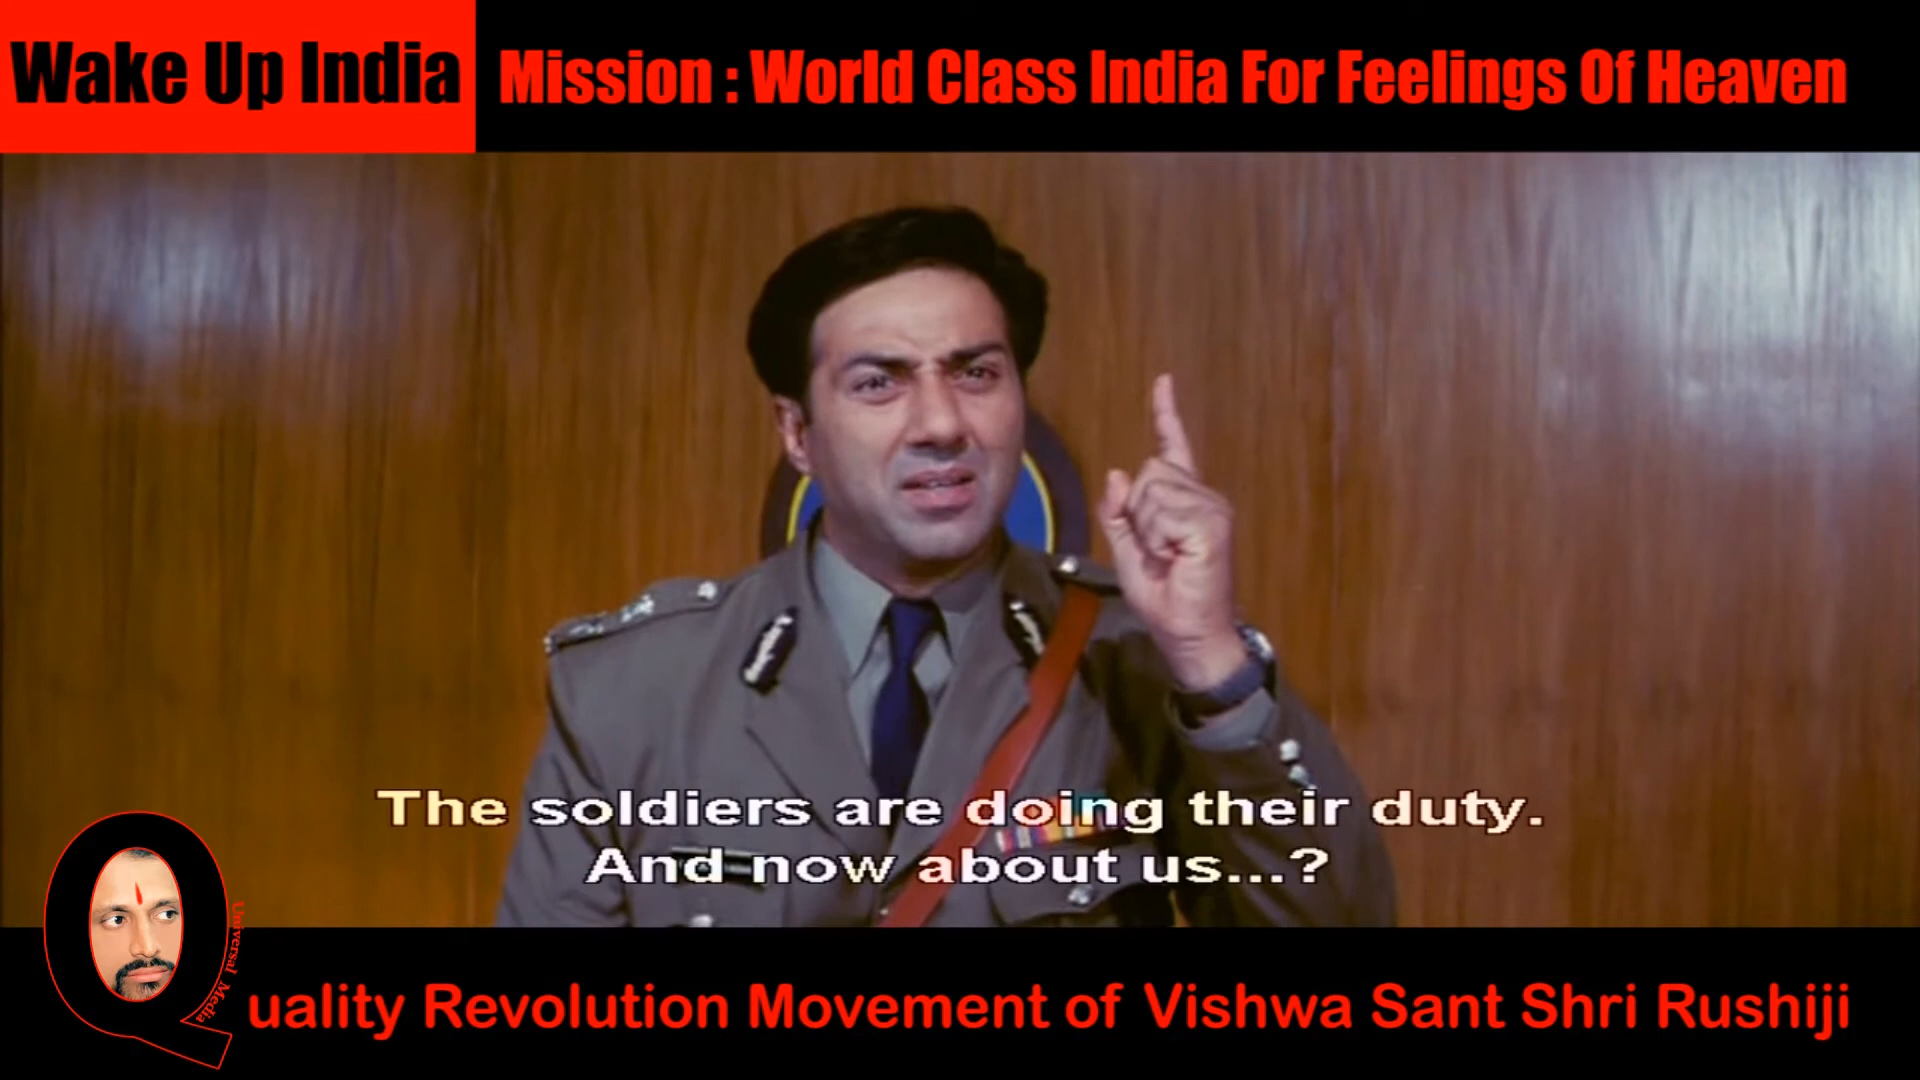 Wake Up India
Mission : World Class India For Feelings Of Heaven
The soldiers are doing their duty.
And now about us...?
Universal Media
Quality Revolution Movement of Vishwa Sant Shri Rushiji